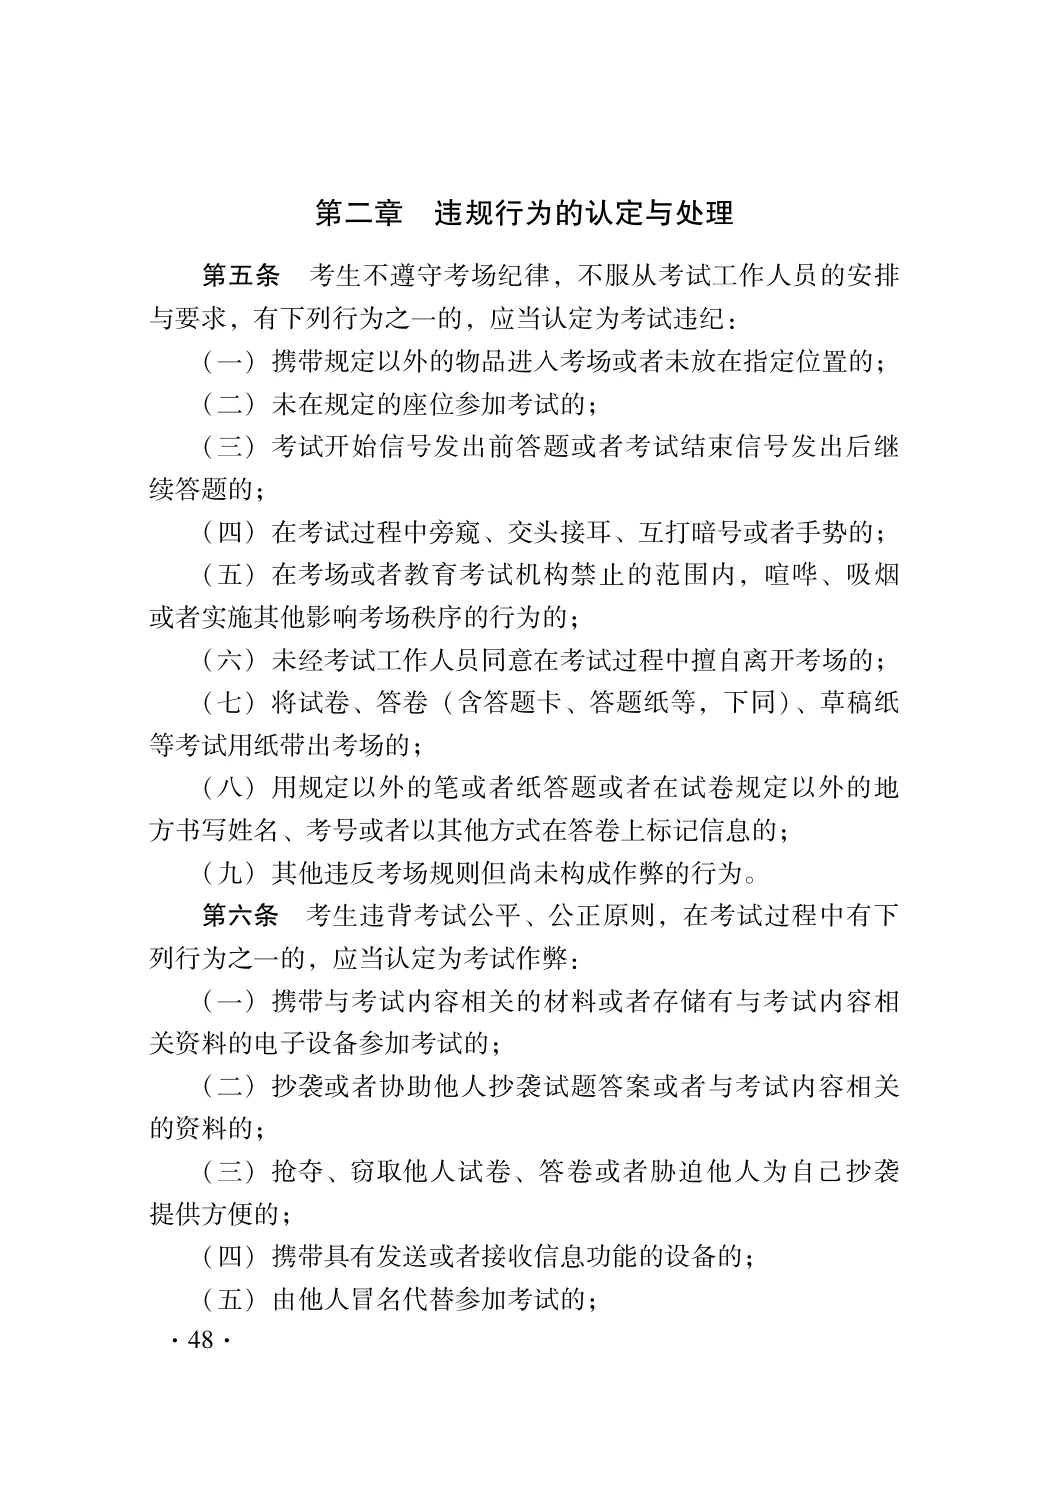 第二章　违规行为的认定与处理
第五条　考生不遵守考场纪律，不服从考试工作人员的安排
与要求，有下列行为之一的，应当认定为考试违纪：
（一）携带规定以外的物品进入考场或者未放在指定位置的；
（二）未在规定的座位参加考试的；
（三）考试开始信号发出前答题或者考试结束信号发出后继
续答题的；
（四）在考试过程中旁窥、交头接耳、互打暗号或者手势的；
（五）在考场或者教育考试机构禁止的范围内，喧哗、吸烟
或者实施其他影响考场秩序的行为的；
（六）未经考试工作人员同意在考试过程中擅自离开考场的；
（七）将试卷、答卷（含答题卡、答题纸等，下同）、草稿纸
等考试用纸带出考场的；
（八）用规定以外的笔或者纸答题或者在试卷规定以外的地
方书写姓名、考号或者以其他方式在答卷上标记信息的；
（九）其他违反考场规则但尚未构成作弊的行为。
第六条　考生违背考试公平、公正原则，在考试过程中有下
列行为之一的，应当认定为考试作弊：
（一）携带与考试内容相关的材料或者存储有与考试内容相
关资料的电子设备参加考试的；
（二）抄袭或者协助他人抄袭试题答案或者与考试内容相关
的资料的；
（三）抢夺、窃取他人试卷、答卷或者胁迫他人为自己抄袭
提供方便的；
（四）携带具有发送或者接收信息功能的设备的；
（五）由他人冒名代替参加考试的；
·48·